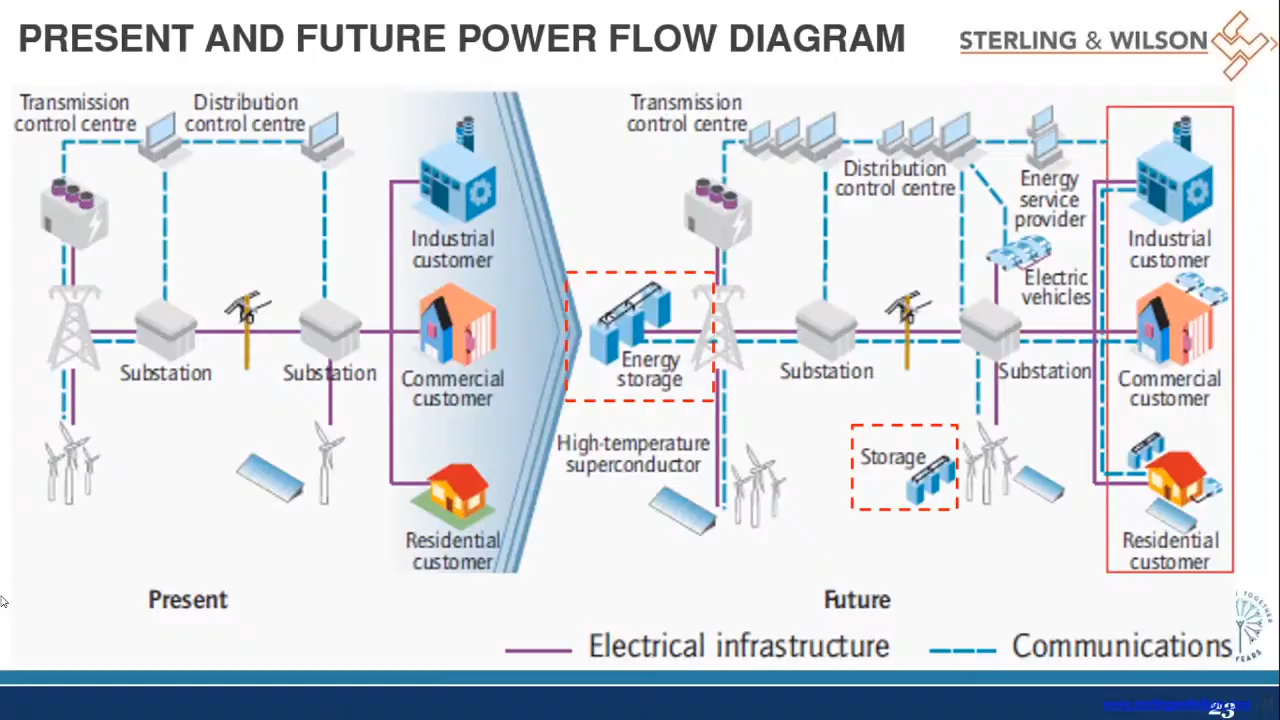 PRESENT AND FUTURE POWER FLOW DIAGRAM
STERLING & WILSON
Transmission
control centre
Distribution
control centre
Industrial
customer
Substation
Substation
Commercial
customer
Residential
customer
Present
Transmission
control centre
Distribution
control centre
Energy
service
provider
Industrial
customer
Electric
vehicles
Energy
storage
Substation
Substation
Commercial
customer
High-temperature
superconductor
Storage
Residential
customer
Future
Electrical infrastructure
Communications
TOGETHER
YEARS
23